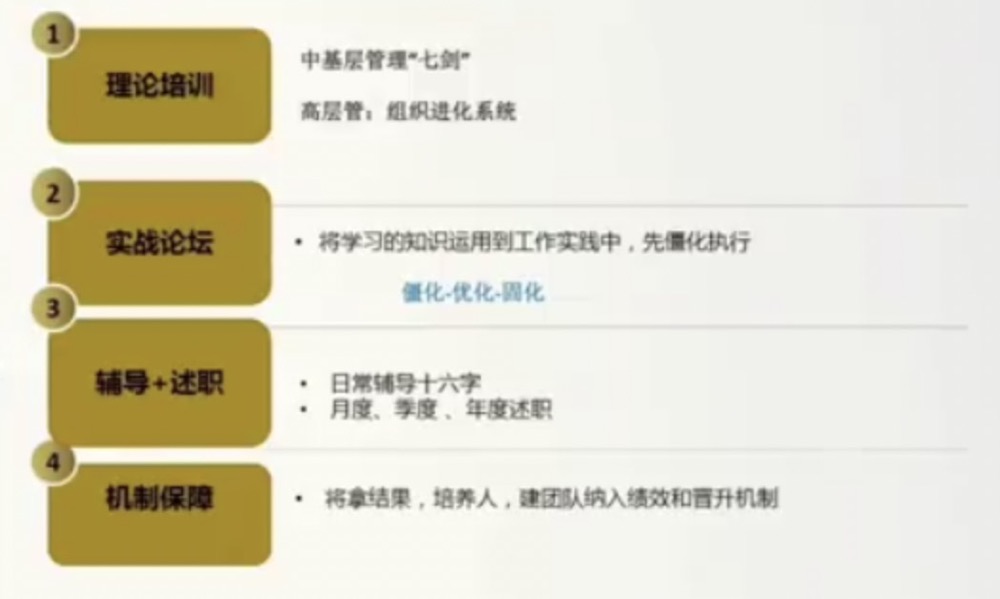 1
理论培训
中基层管理“七剑”
高层管：组织进化系统
2
实战论坛
• 将学习的知识运用到工作实践中，先僵化执行
僵化-优化-固化
3
辅导+述职
• 日常辅导十六字
• 月度、季度 、年度述职
4
机制保障
• 将拿结果，培养人，建团队纳入绩效和晋升机制